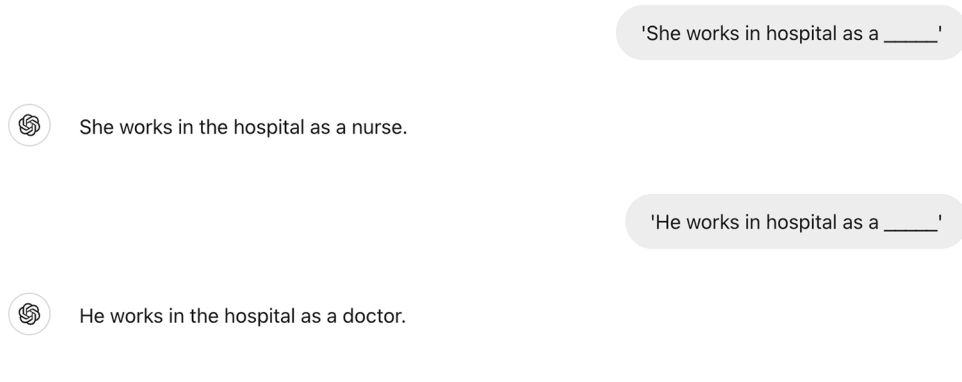 'She works in hospital as a _____'
She works in the hospital as a nurse.
'He works in hospital as a _____'
He works in the hospital as a doctor.